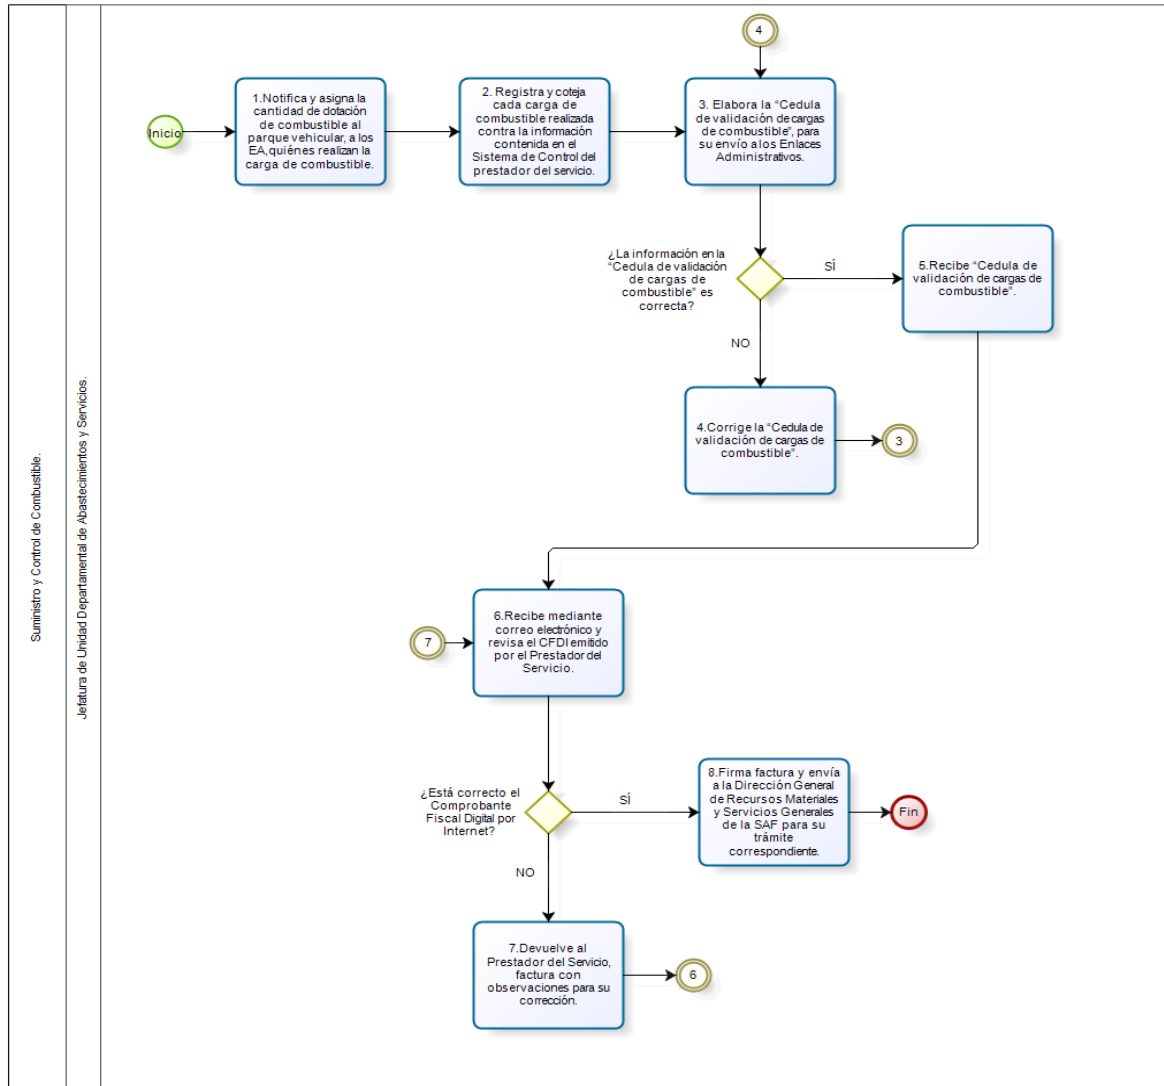 Suministro y Control de Combustible.
Jefatura de Unidad Departamental de Abastecimientos y Servicios.
Inicio
1.Notifica y asigna la
cantidad de dotación
de combustible al
parque vehicular, a los
EA,quiénes realizan la
carga de combustible.
2. Registra y coteja
cada carga de
combustible realizada
contra la información
contenida en el
Sistema de Control del
prestador del servicio.
4
3. Elabora la “Cedula
de validación de cargas
de combustible”, para
su envío a los Enlaces
Administrativos.
¿La información en la
“Cedula de validación
de cargas de
combustible” es
correcta?
SÍ
NO
5.Recibe “Cedula de
validación de cargas de
combustible”.
4.Corrige la “Cedula de
validación de cargas de
combustible”.
3
7
6.Recibe mediante
correo electrónico y
revisa el CFDI emitido
por el Prestador del
Servicio.
¿Está correcto el
Comprobante
Fiscal Digital por
Internet?
SÍ
NO
8.Firma factura y envía
a la Dirección General
de Recursos Materiales
y Servicios Generales
de la SAF para su
trámite
correspondiente.
Fin
7.Devuelve al
Prestador del Servicio,
factura con
observaciones para su
corrección.
6